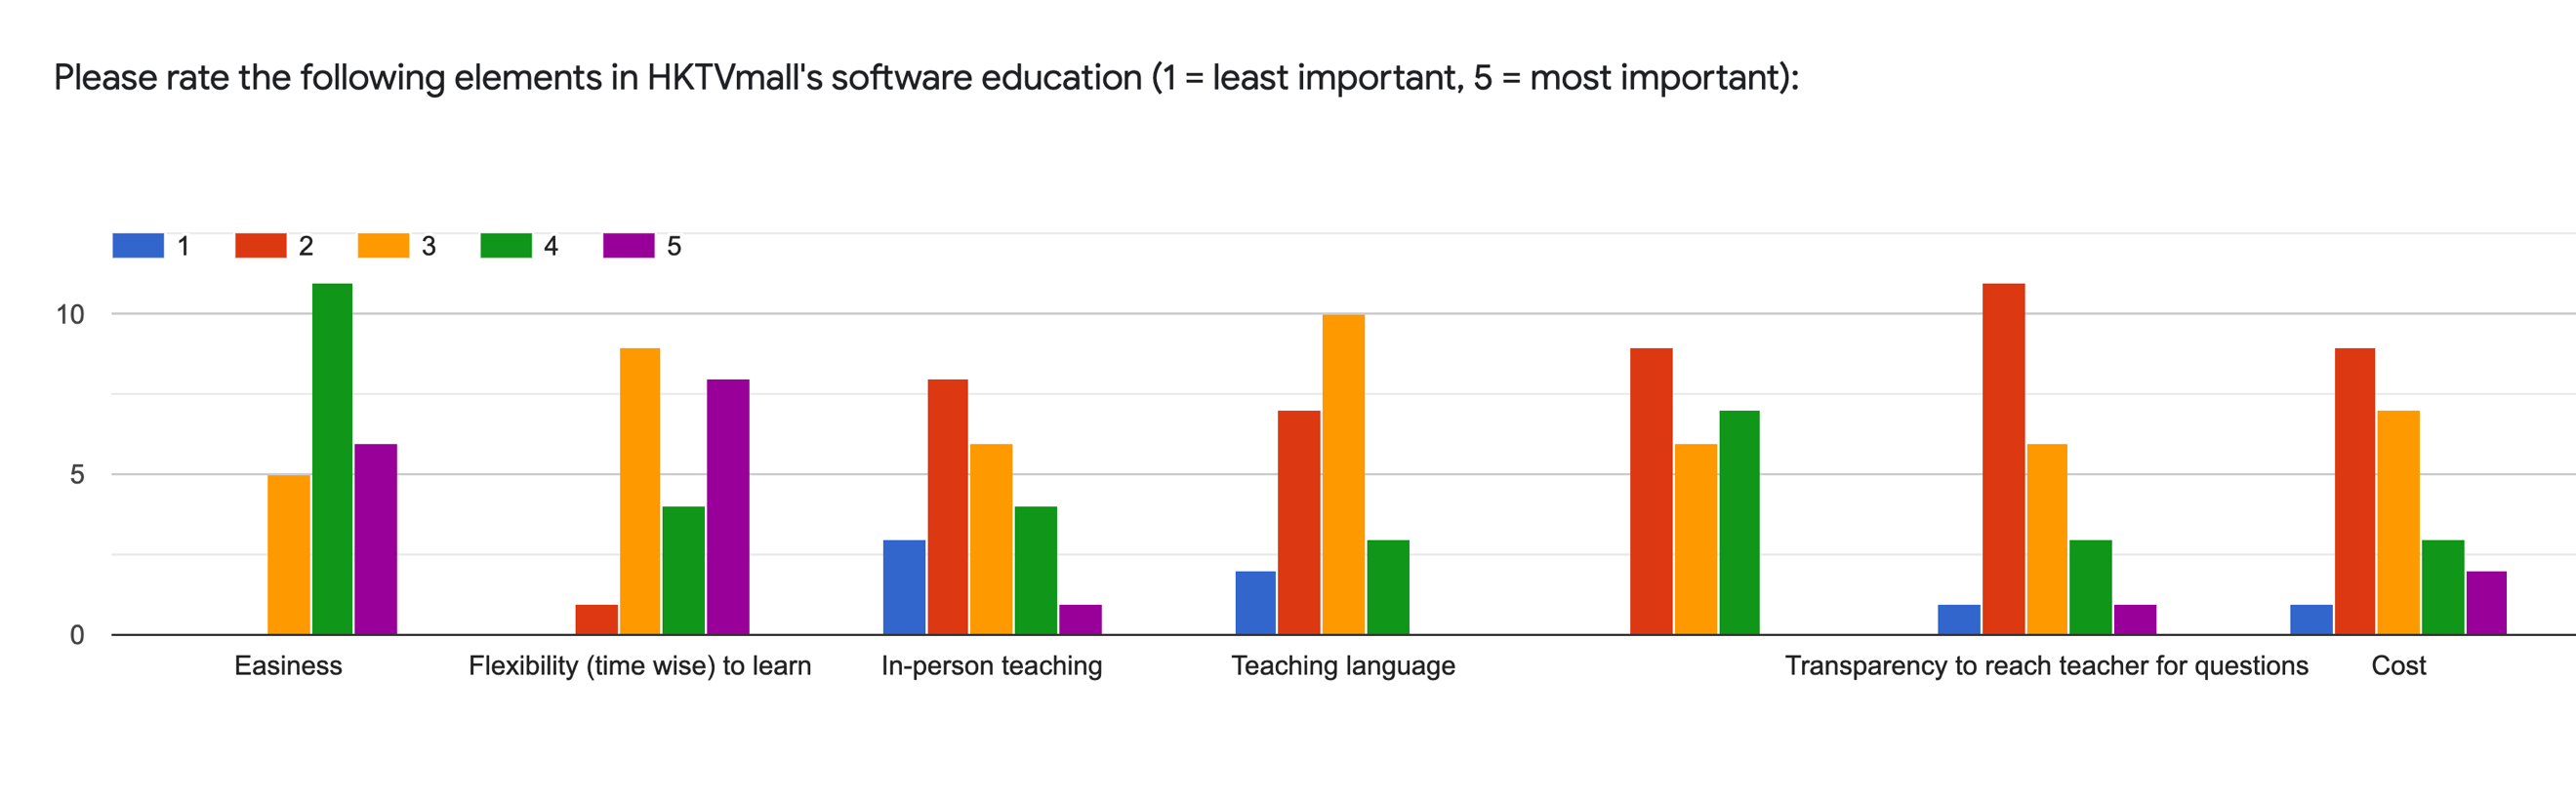 Please rate the following elements in HKTVmall's software education (1 = least important, 5 = most important):
1 2 3 4 5
10
5
0
Easiness Flexibility (time wise) to learn In-person teaching Teaching language Transparency to reach teacher for questions Cost